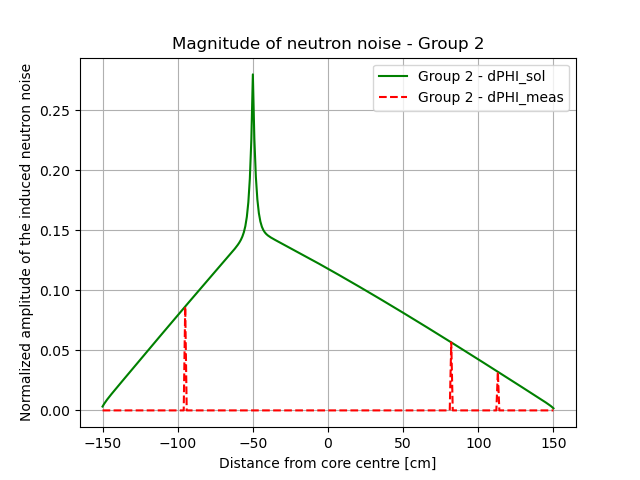 Magnitude of neutron noise - Group 2
Group 2 - dPHI_sol
Group 2 - dPHI_meas
Normalized amplitude of the induced neutron noise
0.25
0.20
0.15
0.10
0.05
0.00
−150 −100 −50 0 50 100 150
Distance from core centre [cm]